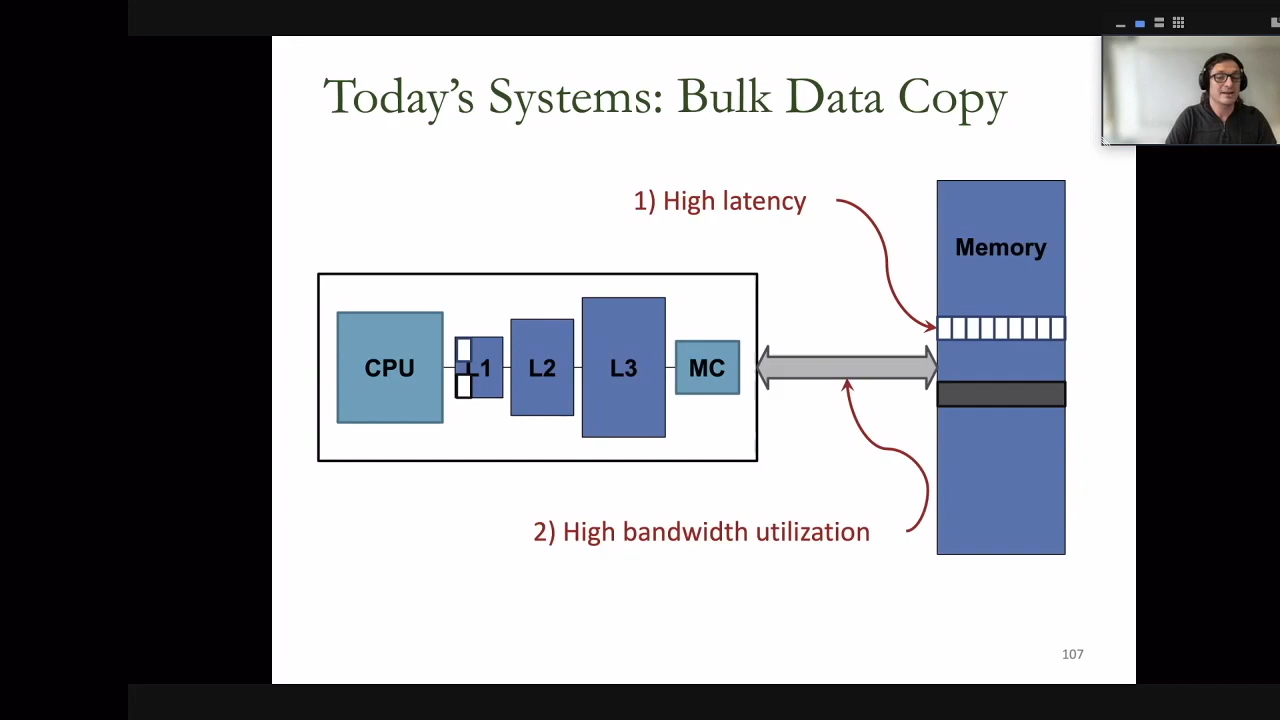 Today's Systems: Bulk Data Copy
1) High latency
Memory
CPU
L1
L2
L3
MC
2) High bandwidth utilization
107